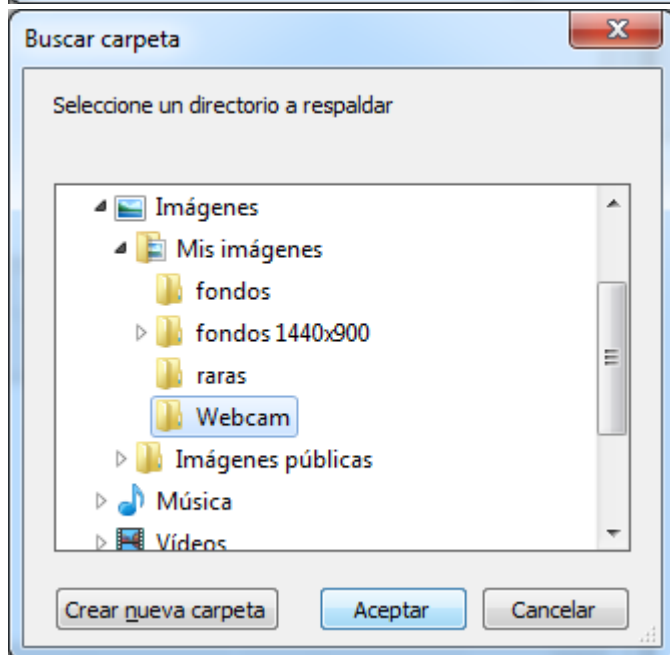 Buscar carpeta
Seleccione un directorio a respaldar
Imágenes
Mis imágenes
fondos
fondos 1440x900
raras
Webcam
Imágenes públicas
Música
Vídeos
Crear nueva carpeta Aceptar Cancelar